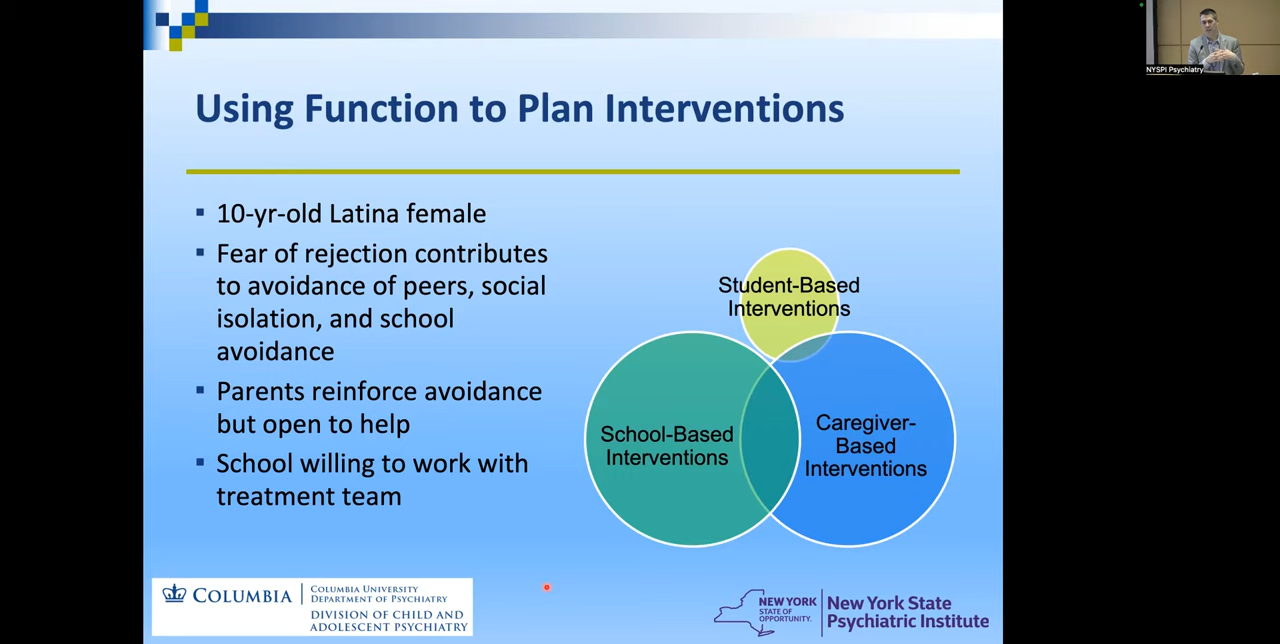 NYSPI Psychiatry
Using Function to Plan Interventions
▪ 10-yr-old Latina female
▪ Fear of rejection contributes
to avoidance of peers, social
isolation, and school
avoidance
▪ Parents reinforce avoidance
but open to help
▪ School willing to work with
treatment team
Student-Based
Interventions
School-Based
Interventions
Caregiver-
Based
Interventions
COLUMBIA
COLUMBIA UNIVERSITY
DEPARTMENT OF PSYCHIATRY
DIVISION OF CHILD AND
ADOLESCENT PSYCHIATRY
NEW YORK
STATE OF
OPPORTUNITY.
New York State
Psychiatric Institute